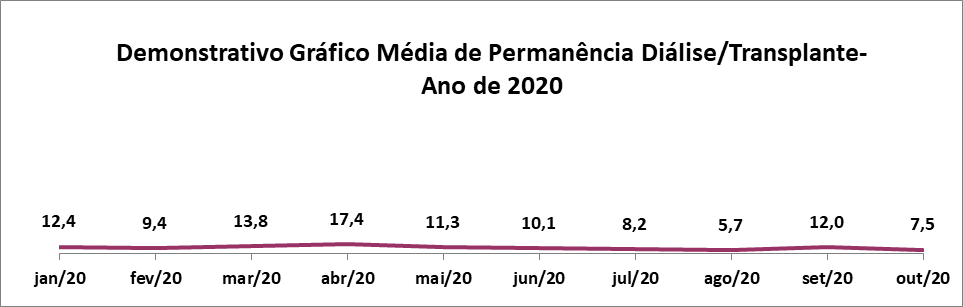 Demonstrativo Gráfico Média de Permanência Diálise/Transplante-
Ano de 2020
12,4 9,4 13,8 17,4 11,3 10,1 8,2 5,7 12,0 7,5
jan/20 fev/20 mar/20 abr/20 mai/20 jun/20 jul/20 ago/20 set/20 out/20